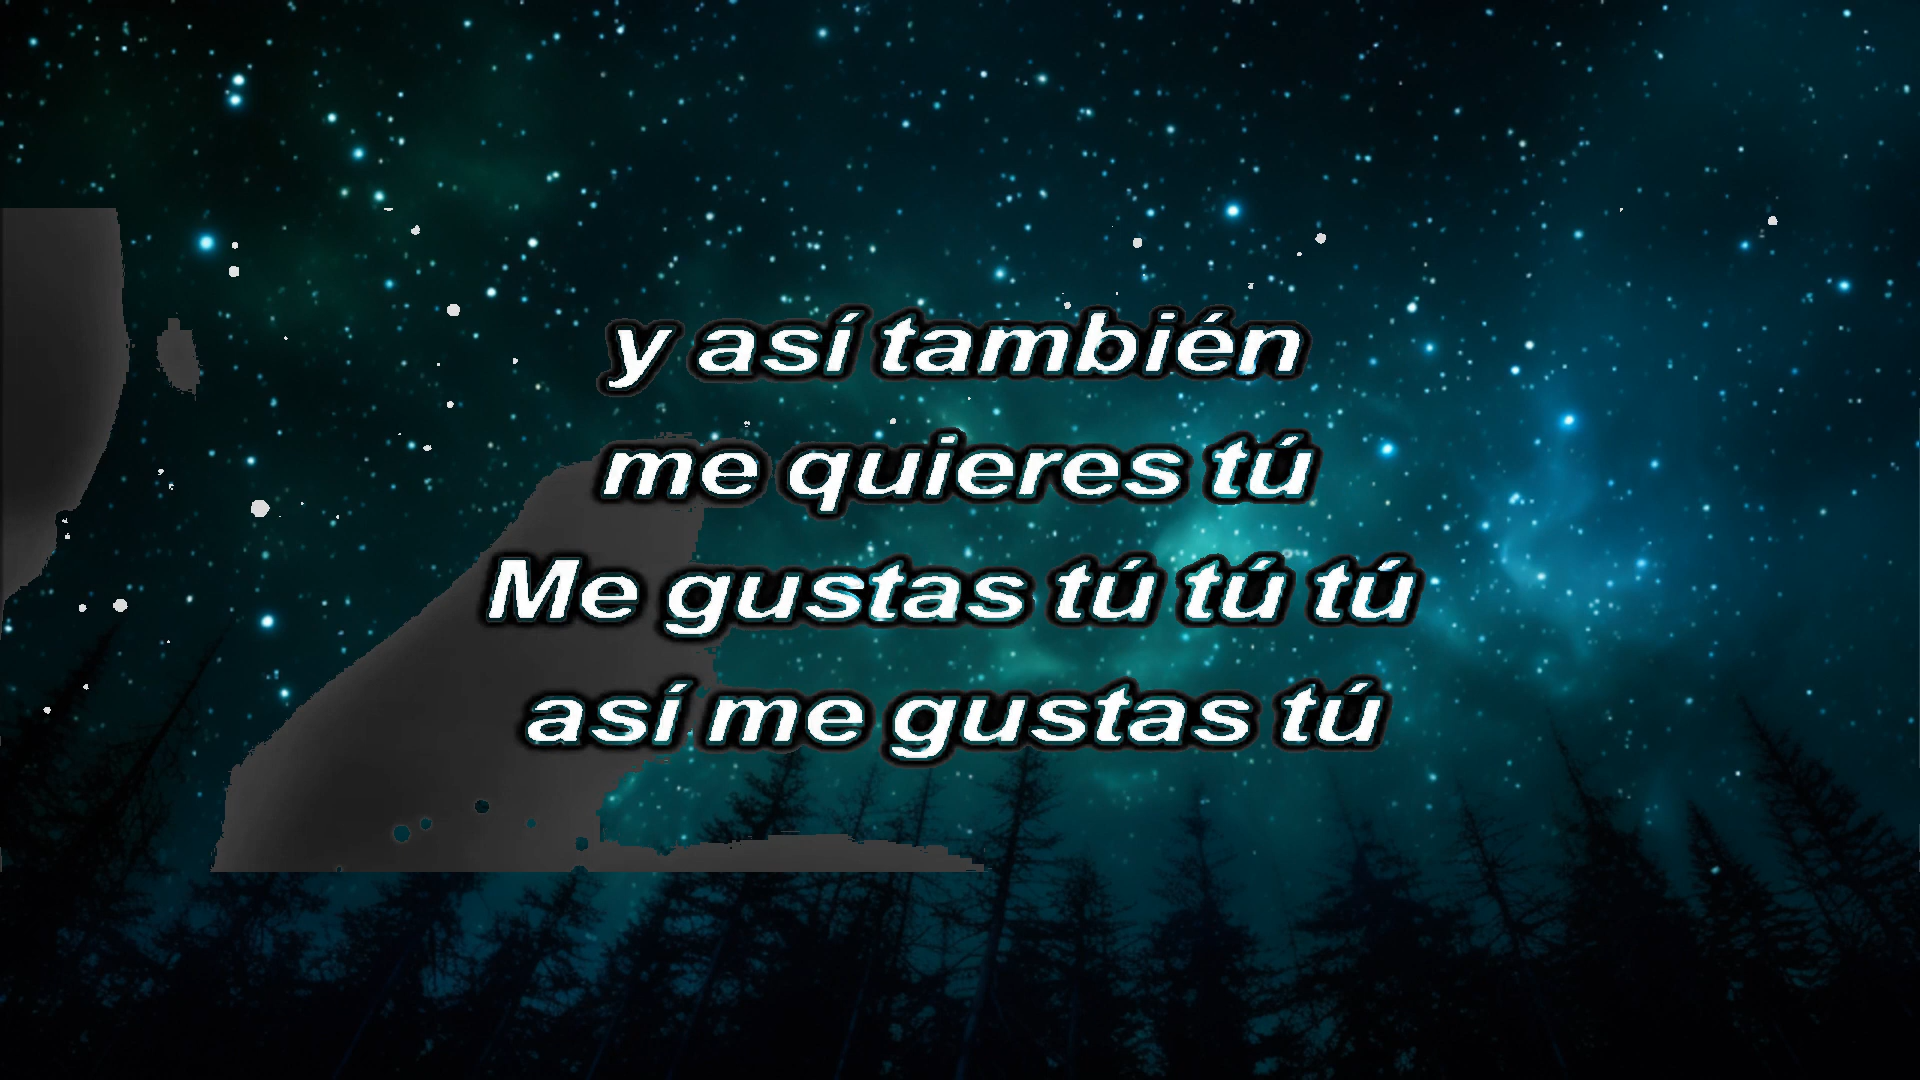 y así también
me quieres tú
Me gustas tú tú tú
así me gustas tú